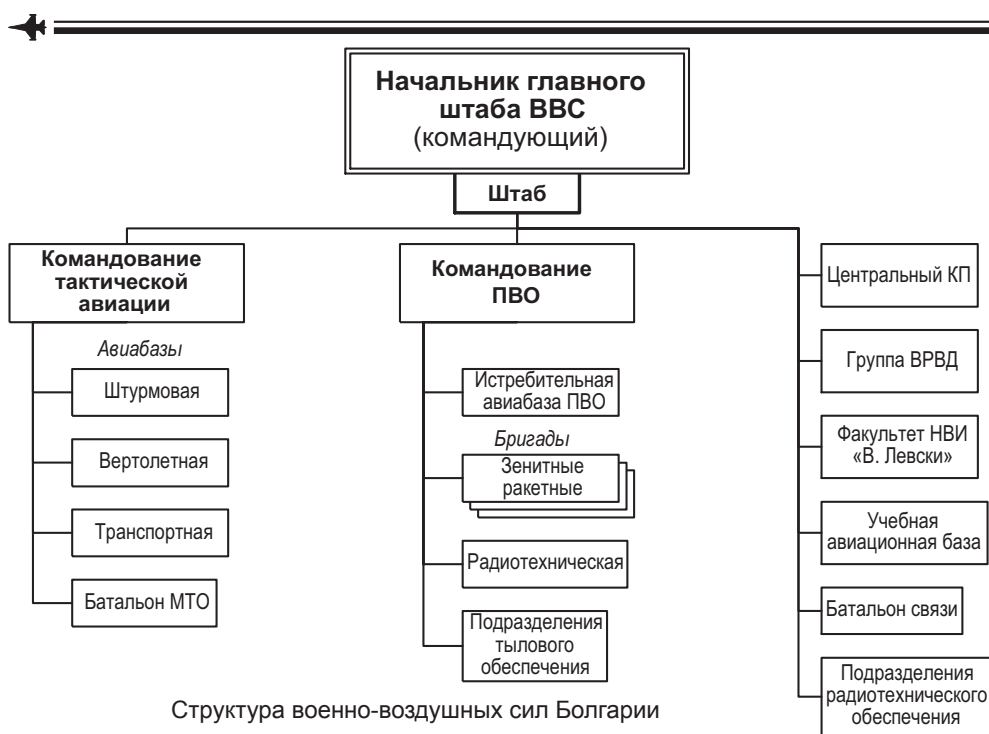 Начальник главного
штаба ВВС
(командующий)
Штаб
Командование
тактической
авиации
Авиабазы
Штурмовая
Вертолетная
Транспортная
Батальон МТО
Командование
ПВО
Истребительная
авиабаза ПВО
Бригады
Зенитные
ракетные
Радиотехническая
Подразделения
тылового
обеспечения
Центральный КП
Группа ВРВД
Факультет НВИ
«В. Левски»
Учебная
авиационная база
Батальон связи
Подразделения
радиотехнического
обеспечения
Структура военно-воздушных сил Болгарии